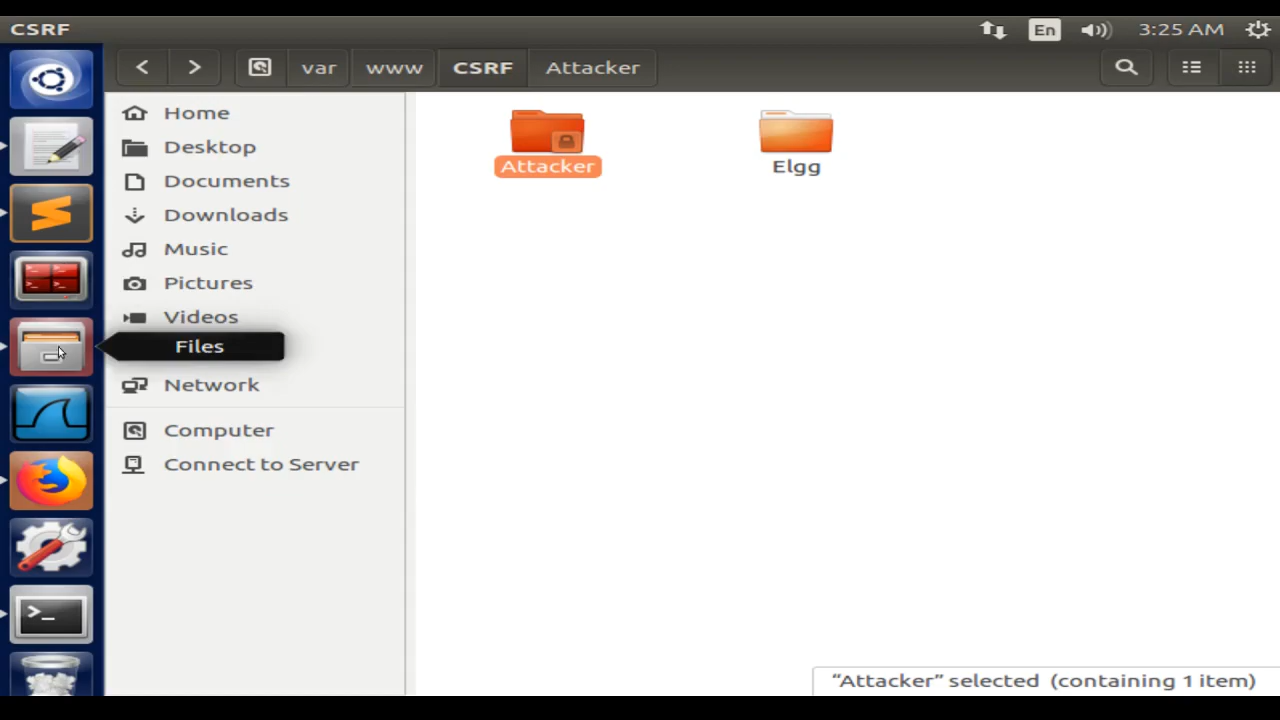 CSRF
En
3:25 AM
var
www
CSRF
Attacker
Home
Desktop
Documents
Downloads
Music
Pictures
Videos
Files
Network
Computer
Connect to Server
Attacker
Elgg
>_
“Attacker” selected (containing 1 item)